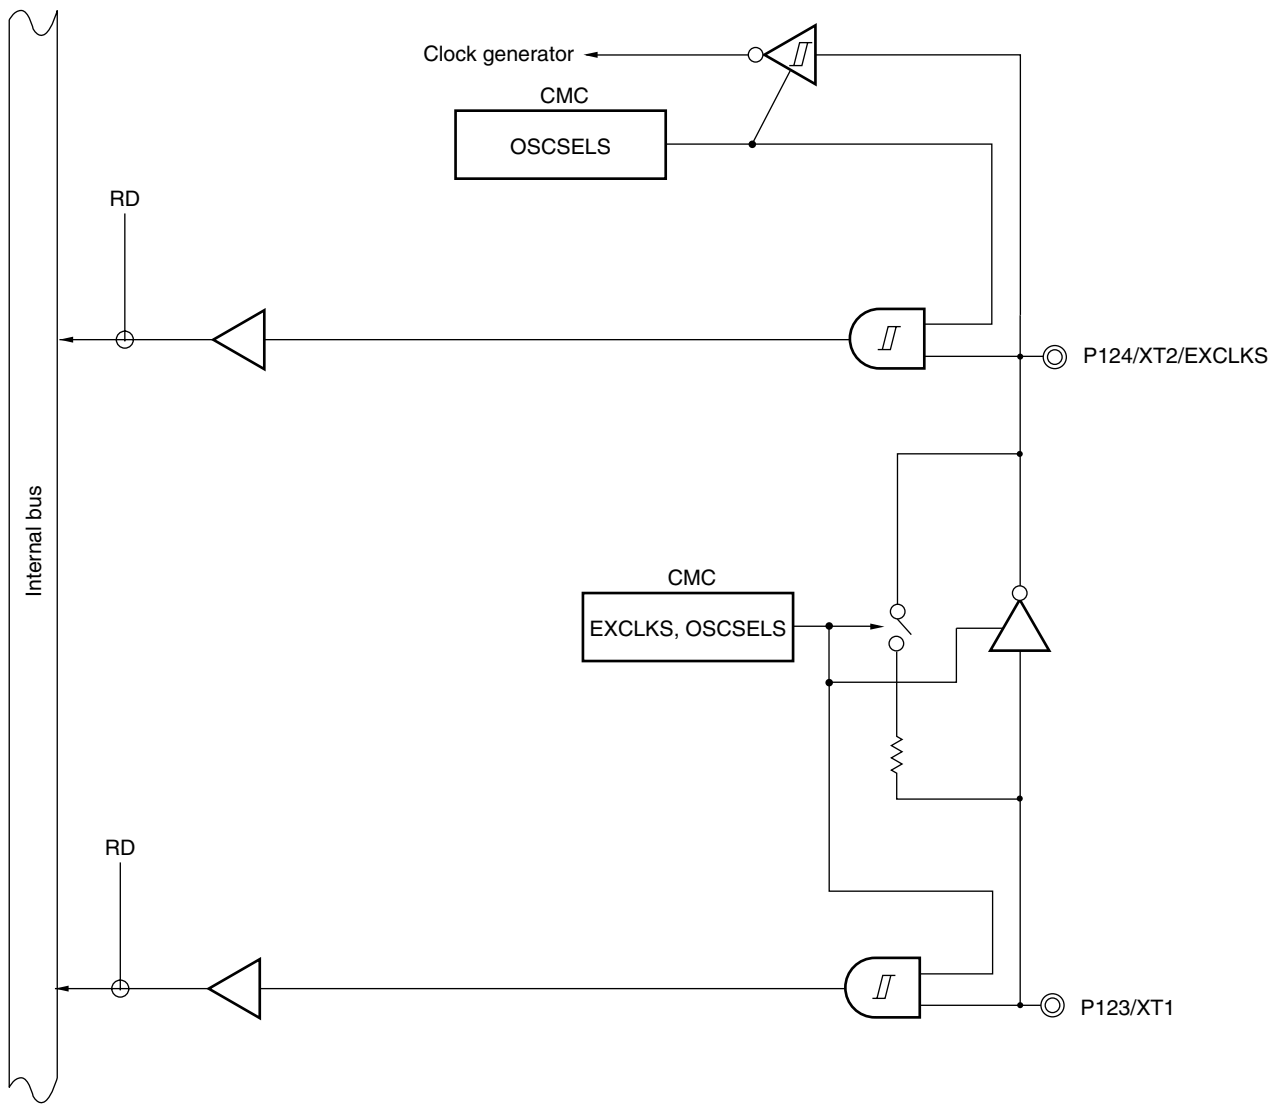 Clock generator
CMC
OSCSELS
RD
P124/XT2/EXCLKS
Internal bus
CMC
EXCLKS, OSCSELS
RD
P123/XT1